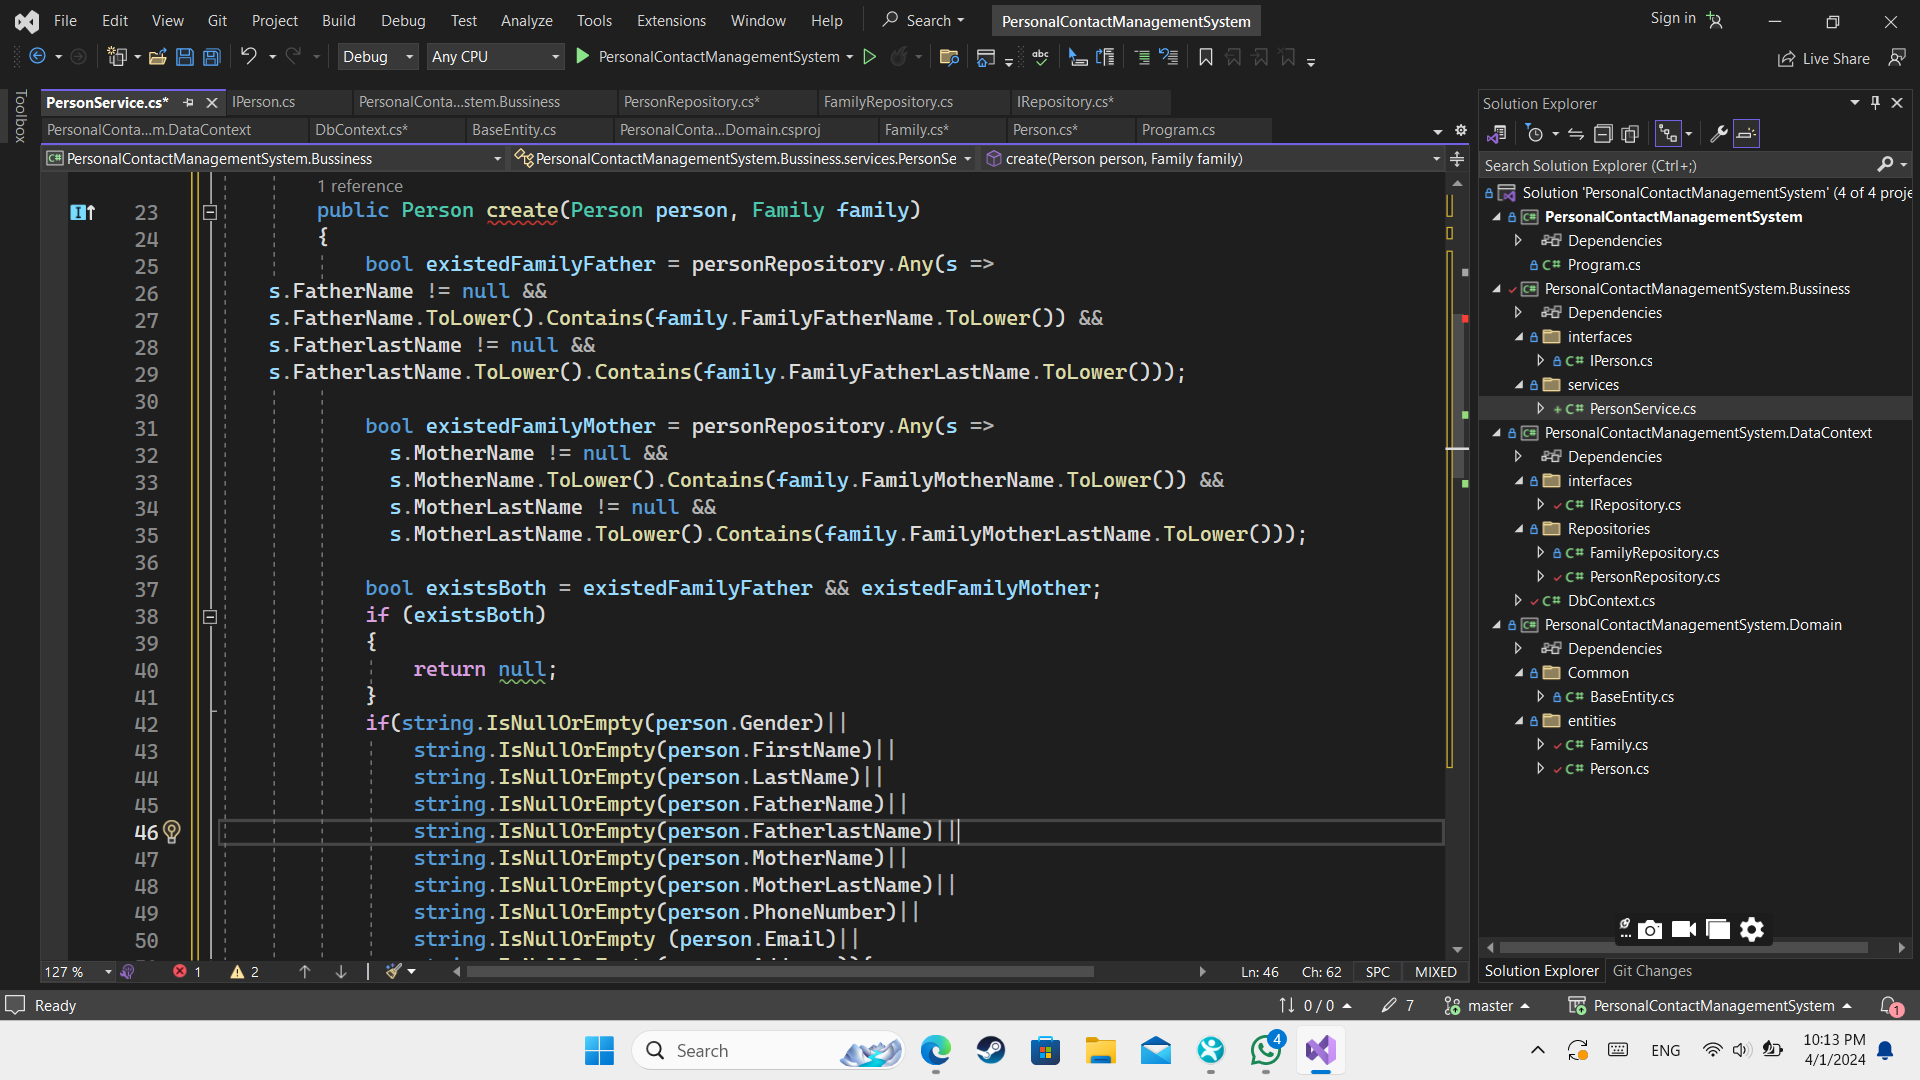 File Edit View Git Project Build Debug Test Analyze Tools Extensions Window Help Search PersonalContactManagementSystem Sign in
Debug Any CPU PersonalContactManagementSystem Live Share
Toolbox
PersonService.cs* IPerson.cs PersonalConta...stem.Bussiness PersonRepository.cs* FamilyRepository.cs IRepository.cs*
PersonalConta...m.DataContext DbContext.cs* BaseEntity.cs PersonalConta...Domain.csproj Family.cs* Person.cs* Program.cs
PersonalContactManagementSystem.Bussiness PersonalContactManagementSystem.Bussiness.services.PersonSe create(Person person, Family family)
1 reference
23 public Person create(Person person, Family family)
24 {
25 bool existedFamilyFather = personRepository.Any(s =>
26 s.FatherName != null &&
27 s.FatherName.ToLower().Contains(family.FamilyFatherName.ToLower()) &&
28 s.FatherlastName != null &&
29 s.FatherlastName.ToLower().Contains(family.FamilyFatherLastName.ToLower()));
30
31 bool existedFamilyMother = personRepository.Any(s =>
32 s.MotherName != null &&
33 s.MotherName.ToLower().Contains(family.FamilyMotherName.ToLower()) &&
34 s.MotherLastName != null &&
35 s.MotherLastName.ToLower().Contains(family.FamilyMotherLastName.ToLower()));
36
37 bool existsBoth = existedFamilyFather && existedFamilyMother;
38 if (existsBoth)
39 {
40 return null;
41 }
42 if(string.IsNullOrEmpty(person.Gender)||
43 string.IsNullOrEmpty(person.FirstName)||
44 string.IsNullOrEmpty(person.LastName)||
45 string.IsNullOrEmpty(person.FatherName)||
46 string.IsNullOrEmpty(person.FatherlastName)||
47 string.IsNullOrEmpty(person.MotherName)||
48 string.IsNullOrEmpty(person.MotherLastName)||
49 string.IsNullOrEmpty(person.PhoneNumber)||
50 string.IsNullOrEmpty (person.Email)||
127 % 1 2 Ln: 46 Ch: 62 SPC MIXED
Solution Explorer
Search Solution Explorer (Ctrl+;)
Solution 'PersonalContactManagementSystem' (4 of 4 proje
PersonalContactManagementSystem
Dependencies
C# Program.cs
PersonalContactManagementSystem.Bussiness
Dependencies
interfaces
C# IPerson.cs
services
+ C# PersonService.cs
PersonalContactManagementSystem.DataContext
Dependencies
interfaces
C# IRepository.cs
Repositories
C# FamilyRepository.cs
C# PersonRepository.cs
C# DbContext.cs
PersonalContactManagementSystem.Domain
Dependencies
Common
C# BaseEntity.cs
entities
C# Family.cs
C# Person.cs
Solution Explorer Git Changes
Ready 0 / 0 7 master PersonalContactManagementSystem 1
Search 4 ENG 10:13 PM
4/1/2024